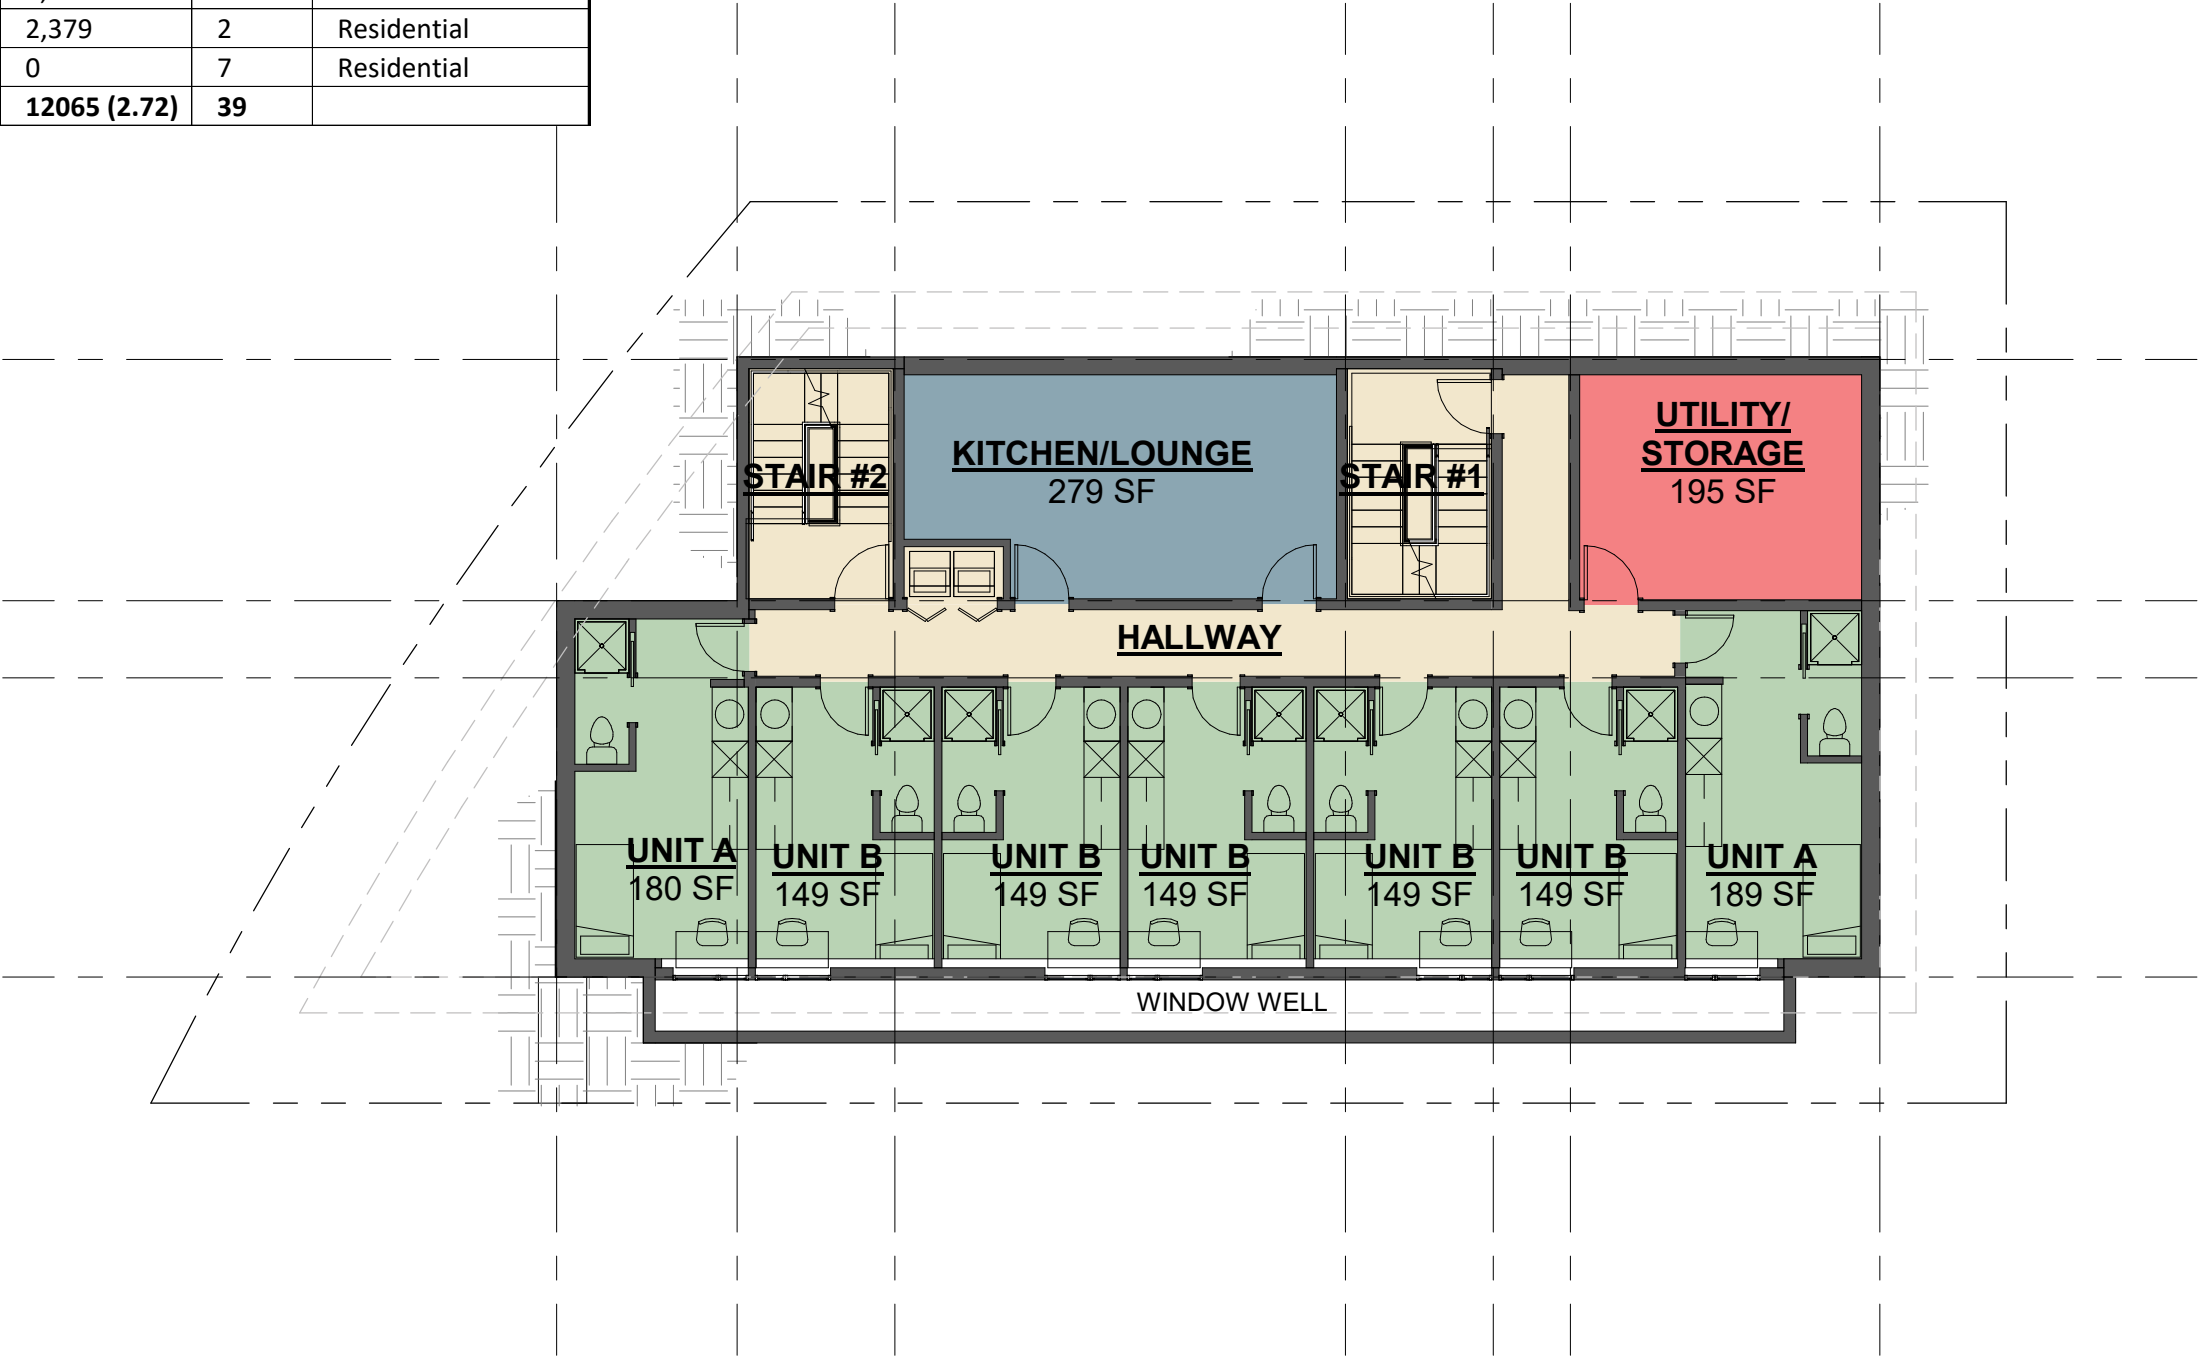 2,379 2 Residential
0 7 Residential
12065 (2.72) 39
UTILITY/
STORAGE
195 SF
KITCHEN/LOUNGE
279 SF
STAIR #2
STAIR #1
HALLWAY
UNIT A
180 SF
UNIT B
149 SF
UNIT B
149 SF
UNIT B
149 SF
UNIT B
149 SF
UNIT B
149 SF
UNIT A
189 SF
WINDOW WELL